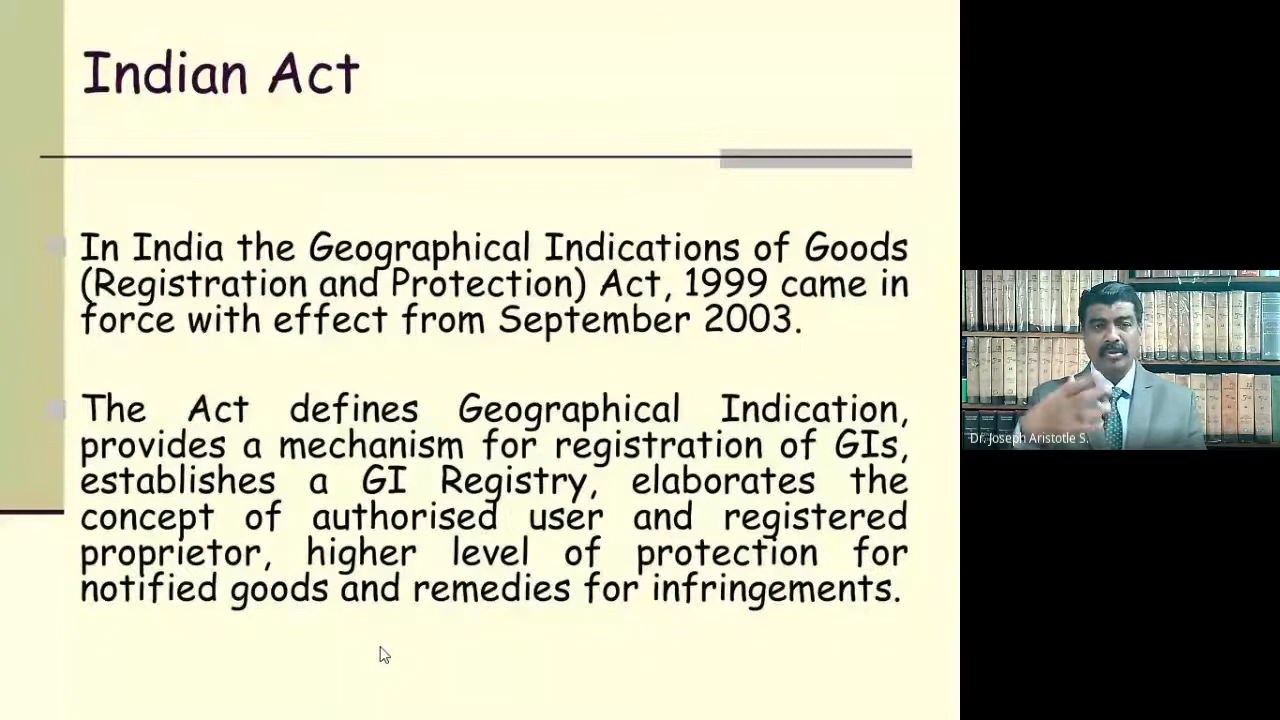 Indian Act
In India the Geographical Indications of Goods
(Registration and Protection) Act, 1999 came in
force with effect from September 2003.
The Act defines Geographical Indication,
provides a mechanism for registration of GIs,
establishes a GI Registry, elaborates the
concept of authorised user and registered
proprietor, higher level of protection for
notified goods and remedies for infringements.
Dr. Joseph Aristotle S.